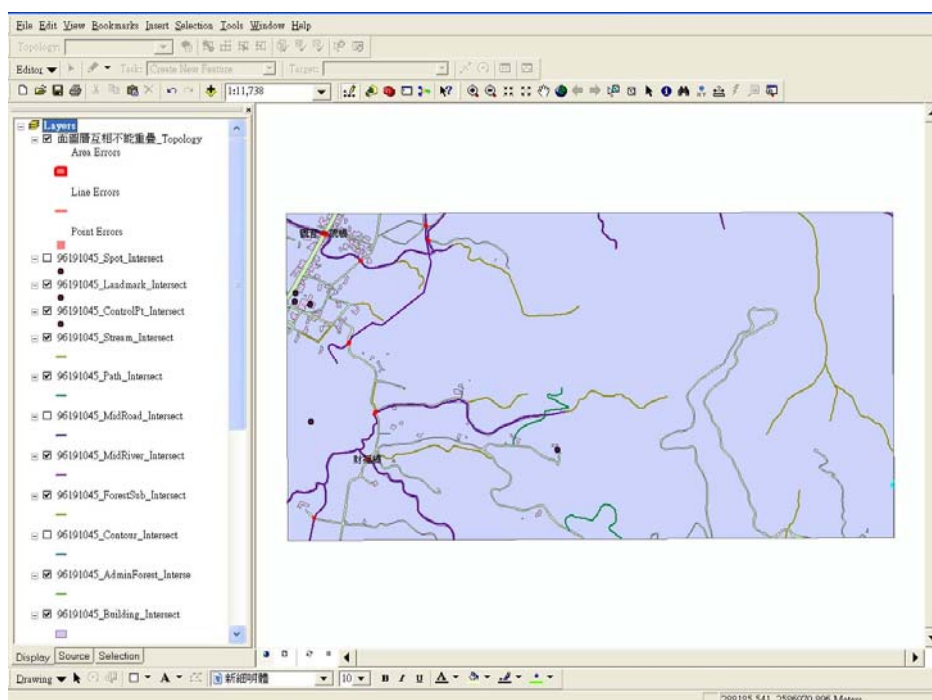 File Edit View Bookmarks Insert Selection Tools Window Help
Topology:
Editor Task: Create New Feature Target:
1:11,738
Layers
面圖層互相不能重疊_Topology
Area Errors
Line Errors
Point Errors
96191045_Spot_Intersect
96191045_Landmark_Intersect
96191045_ControlPt_Intersect
96191045_Stream_Intersect
96191045_Path_Intersect
96191045_MidRoad_Intersect
96191045_MidRiver_Intersect
96191045_ForestSub_Intersect
96191045_Contour_Intersect
96191045_AdminForest_Interse
96191045_Building_Intersect
Display Source Selection
Drawing A 新細明體 10 B I U A